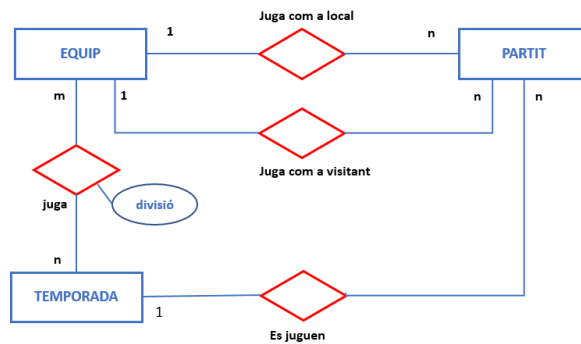 Juga com a local
1
n
EQUIP
PARTIT
m
1
n
n
Juga com a visitant
juga
divisió
n
TEMPORADA
1
Es juguen